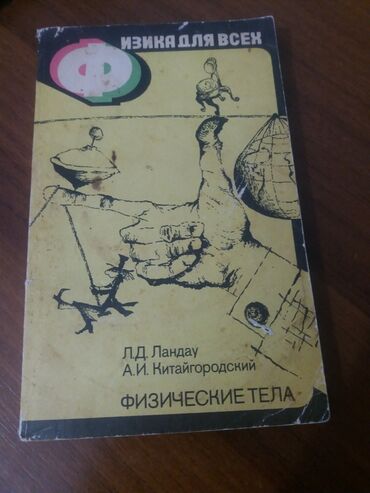 ФИЗИКА ДЛЯ ВСЕХ
Л.Д. Ландау
А.И. Китайгородский
ФИЗИЧЕСКИЕ ТЕЛА